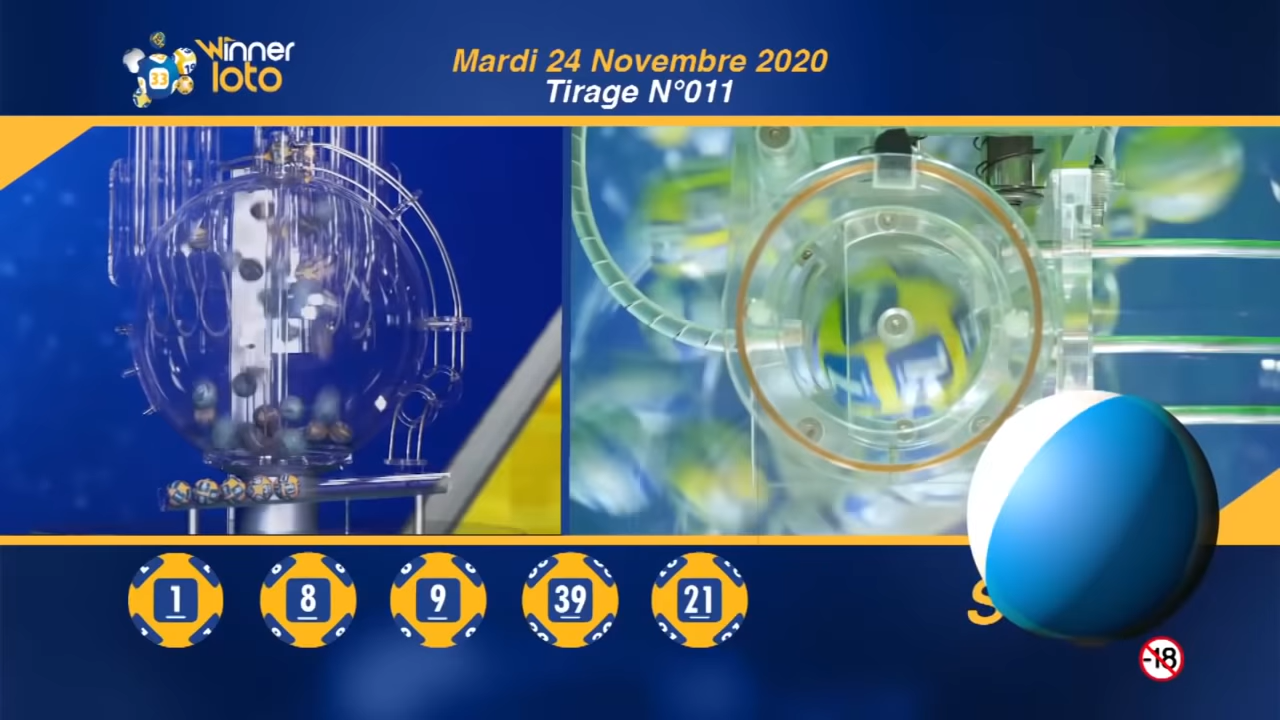 Winner
loto
33
Mardi 24 Novembre 2020
Tirage N°011
1
8
9
39
21
S
-18